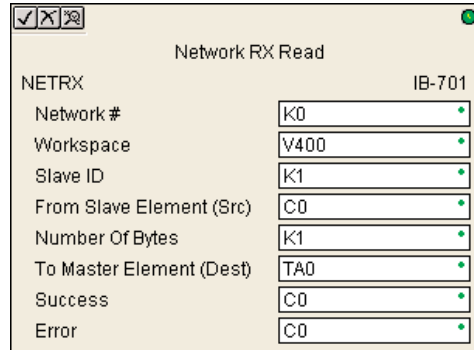 Network RX Read
NETRX IB-701
Network # K0
Workspace V400
Slave ID K1
From Slave Element (Src) C0
Number Of Bytes K1
To Master Element (Dest) TA0
Success C0
Error C0